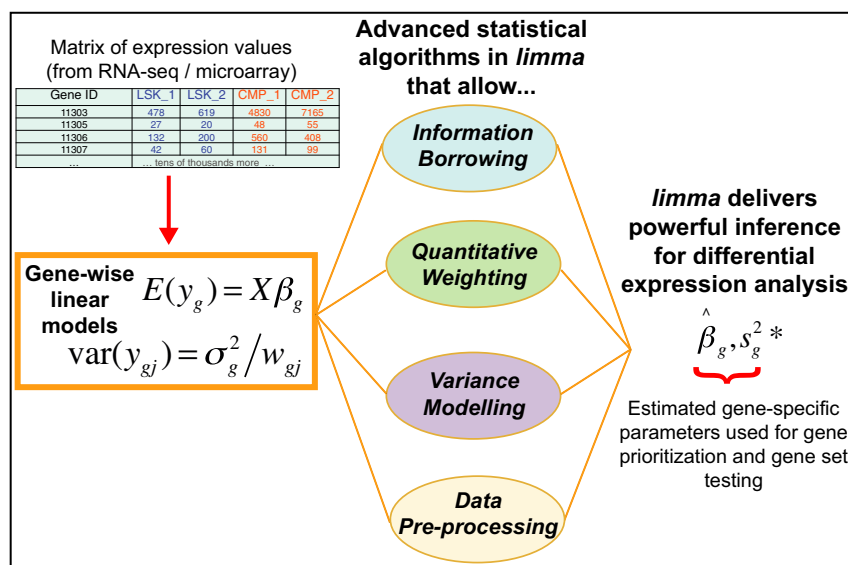 Matrix of expression values
(from RNA-seq / microarray)
Gene ID LSK_1 LSK_2 CMP_1 CMP_2
11303 478 619 4830 7165
11305 27 20 48 55
11306 132 200 560 408
11307 42 60 131 99
... ... tens of thousands more ...
Gene-wise
linear
models
E(y_g) = Xβ_g
var(y_gj) = σ_g^2/w_gj
Advanced statistical
algorithms in limma
that allow...
Information
Borrowing
Quantitative
Weighting
Variance
Modelling
Data
Pre-processing
limma delivers
powerful inference
for differential
expression analysis
β̂_g, s_g^2 *
Estimated gene-specific
parameters used for gene
prioritization and gene set
testing